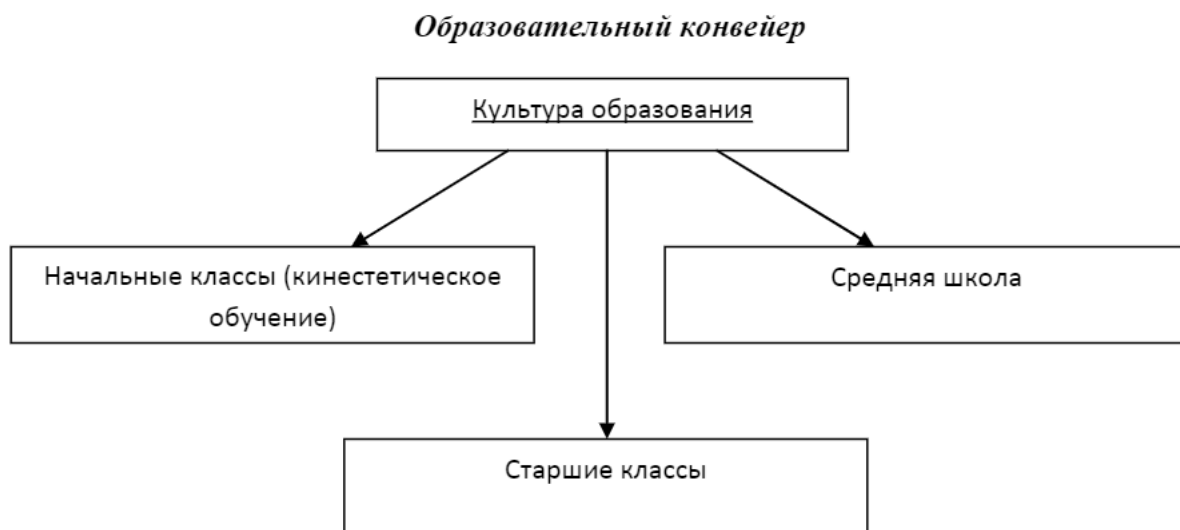 Образовательный конвейер
Культура образования
Начальные классы (кинестетическое
обучение)
Средняя школа
Старшие классы